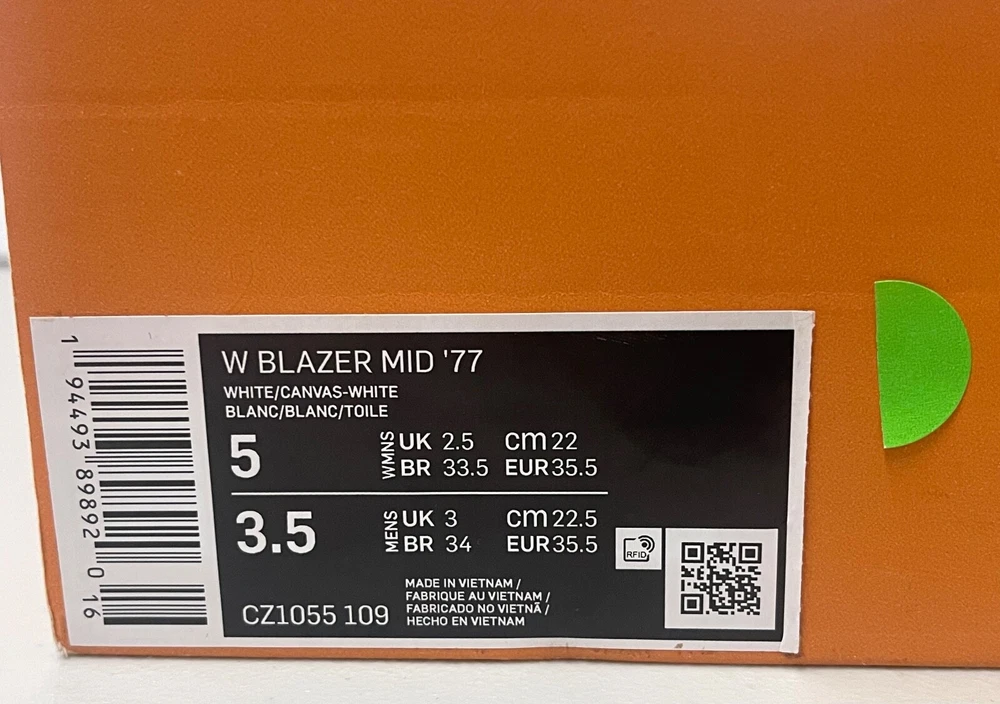 W BLAZER MID '77
WHITE/CANVAS-WHITE
BLANC/BLANC/TOILE
5 WMNS UK 2.5 CM 22
BR 33.5 EUR 35.5
3.5 MENS UK 3 CM 22.5
BR 34 EUR 35.5
RFID
CZ1055 109
MADE IN VIETNAM /
FABRIQUE AU VIETNAM /
FABRICADO NO VIETNÃ /
HECHO EN VIETNAM
1 94493 89892 0 16